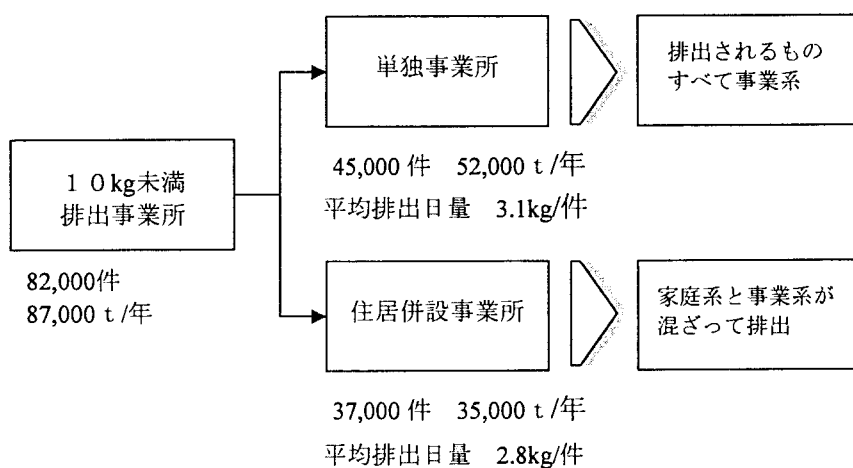 10kg未満
排出事業所
82,000件
87,000 t /年
単独事業所
45,000 件 52,000 t /年
平均排出日量 3.1kg/件
排出されるもの
すべて事業系
住居併設事業所
37,000 件 35,000 t /年
平均排出日量 2.8kg/件
家庭系と事業系が
混ざって排出